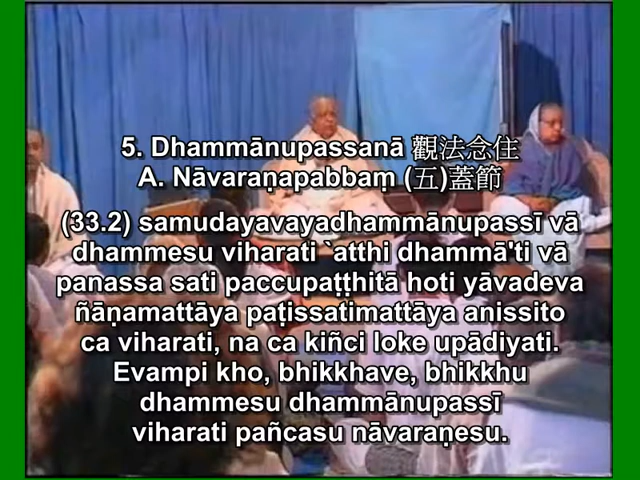 5. Dhammānupassanā 觀法念住
A. Nāvaraṇapabbaṃ (五)蓋節
(33.2) samudayavayadhammānupassī vā
dhammesu viharati `atthi dhammā'ti vā
panassa sati paccupaṭṭhitā hoti yāvadeva
ñāṇamattāya paṭissatimattāya anissito
ca viharati, na ca kiñci loke upādiyati.
Evampi kho, bhikkhave, bhikkhu
dhammesu dhammānupassī
viharati pañcasu nāvaraṇesu.